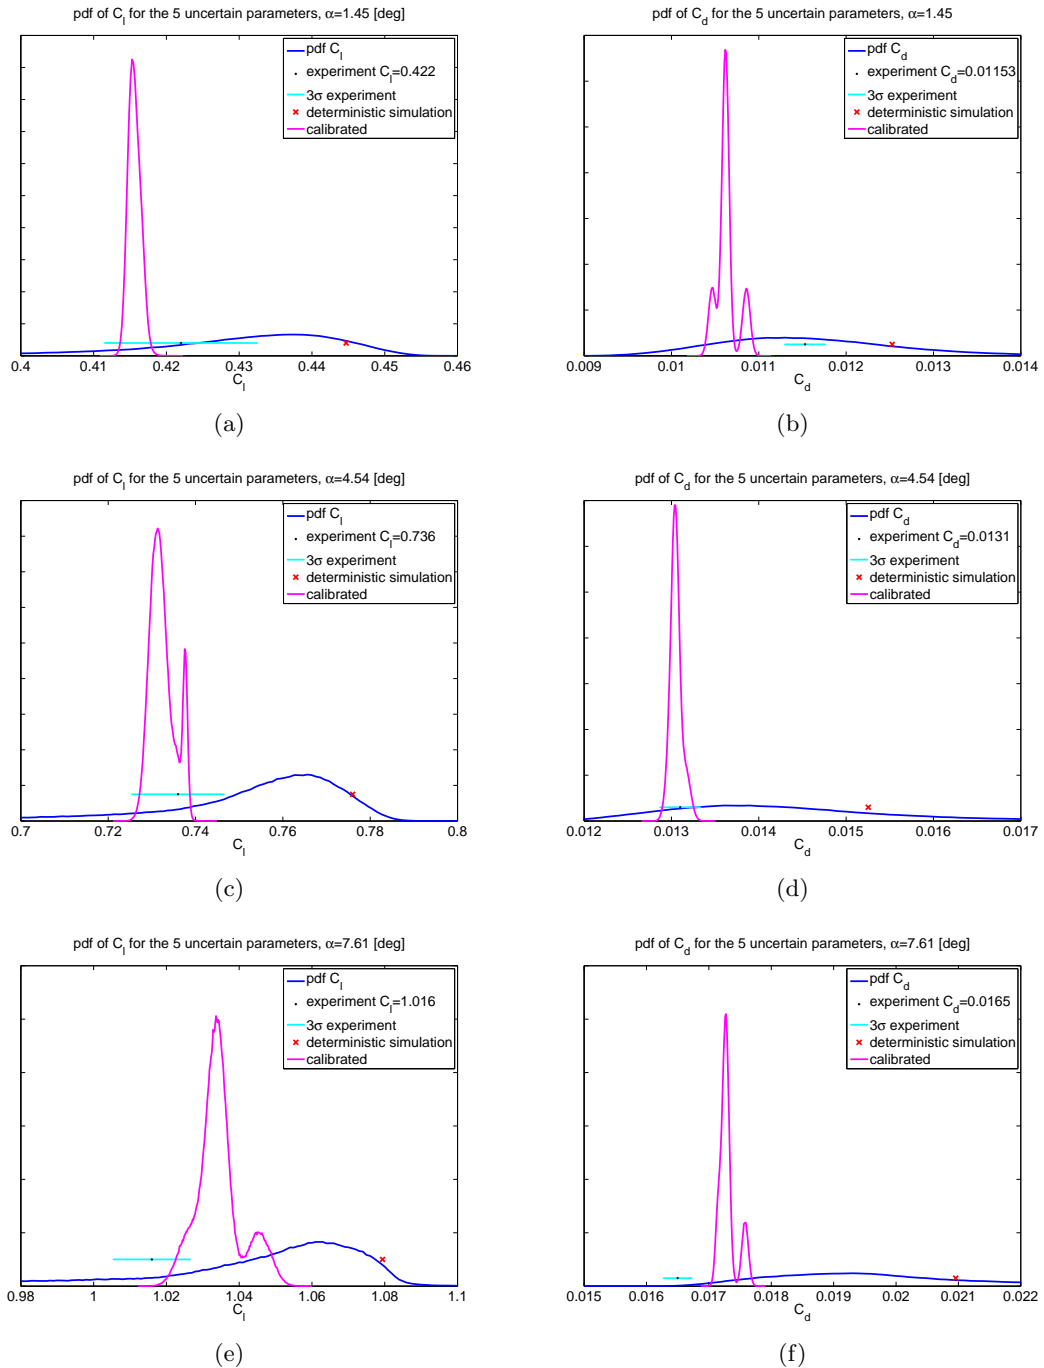 pdf of C_l for the 5 uncertain parameters, α=1.45 [deg]
pdf C_l
experiment C_l=0.422
3σ experiment
deterministic simulation
calibrated
0.4 0.41 0.42 0.43 0.44 0.45 0.46
C_l
(a)
pdf of C_d for the 5 uncertain parameters, α=1.45
pdf C_d
experiment C_d=0.01153
3σ experiment
deterministic simulation
calibrated
0.009 0.01 0.011 0.012 0.013 0.014
C_d
(b)
pdf of C_l for the 5 uncertain parameters, α=4.54 [deg]
pdf C_l
experiment C_l=0.736
3σ experiment
deterministic simulation
calibrated
0.7 0.72 0.74 0.76 0.78 0.8
C_l
(c)
pdf of C_d for the 5 uncertain parameters, α=4.54 [deg]
pdf C_d
experiment C_d=0.0131
3σ experiment
deterministic simulation
calibrated
0.012 0.013 0.014 0.015 0.016 0.017
C_d
(d)
pdf of C_l for the 5 uncertain parameters, α=7.61 [deg]
pdf C_l
experiment C_l=1.016
3σ experiment
deterministic simulation
calibrated
0.98 1 1.02 1.04 1.06 1.08 1.1
C_l
(e)
pdf of C_d for the 5 uncertain parameters, α=7.61 [deg]
pdf C_d
experiment C_d=0.0165
3σ experiment
deterministic simulation
calibrated
0.015 0.016 0.017 0.018 0.019 0.02 0.021 0.022
C_d
(f)